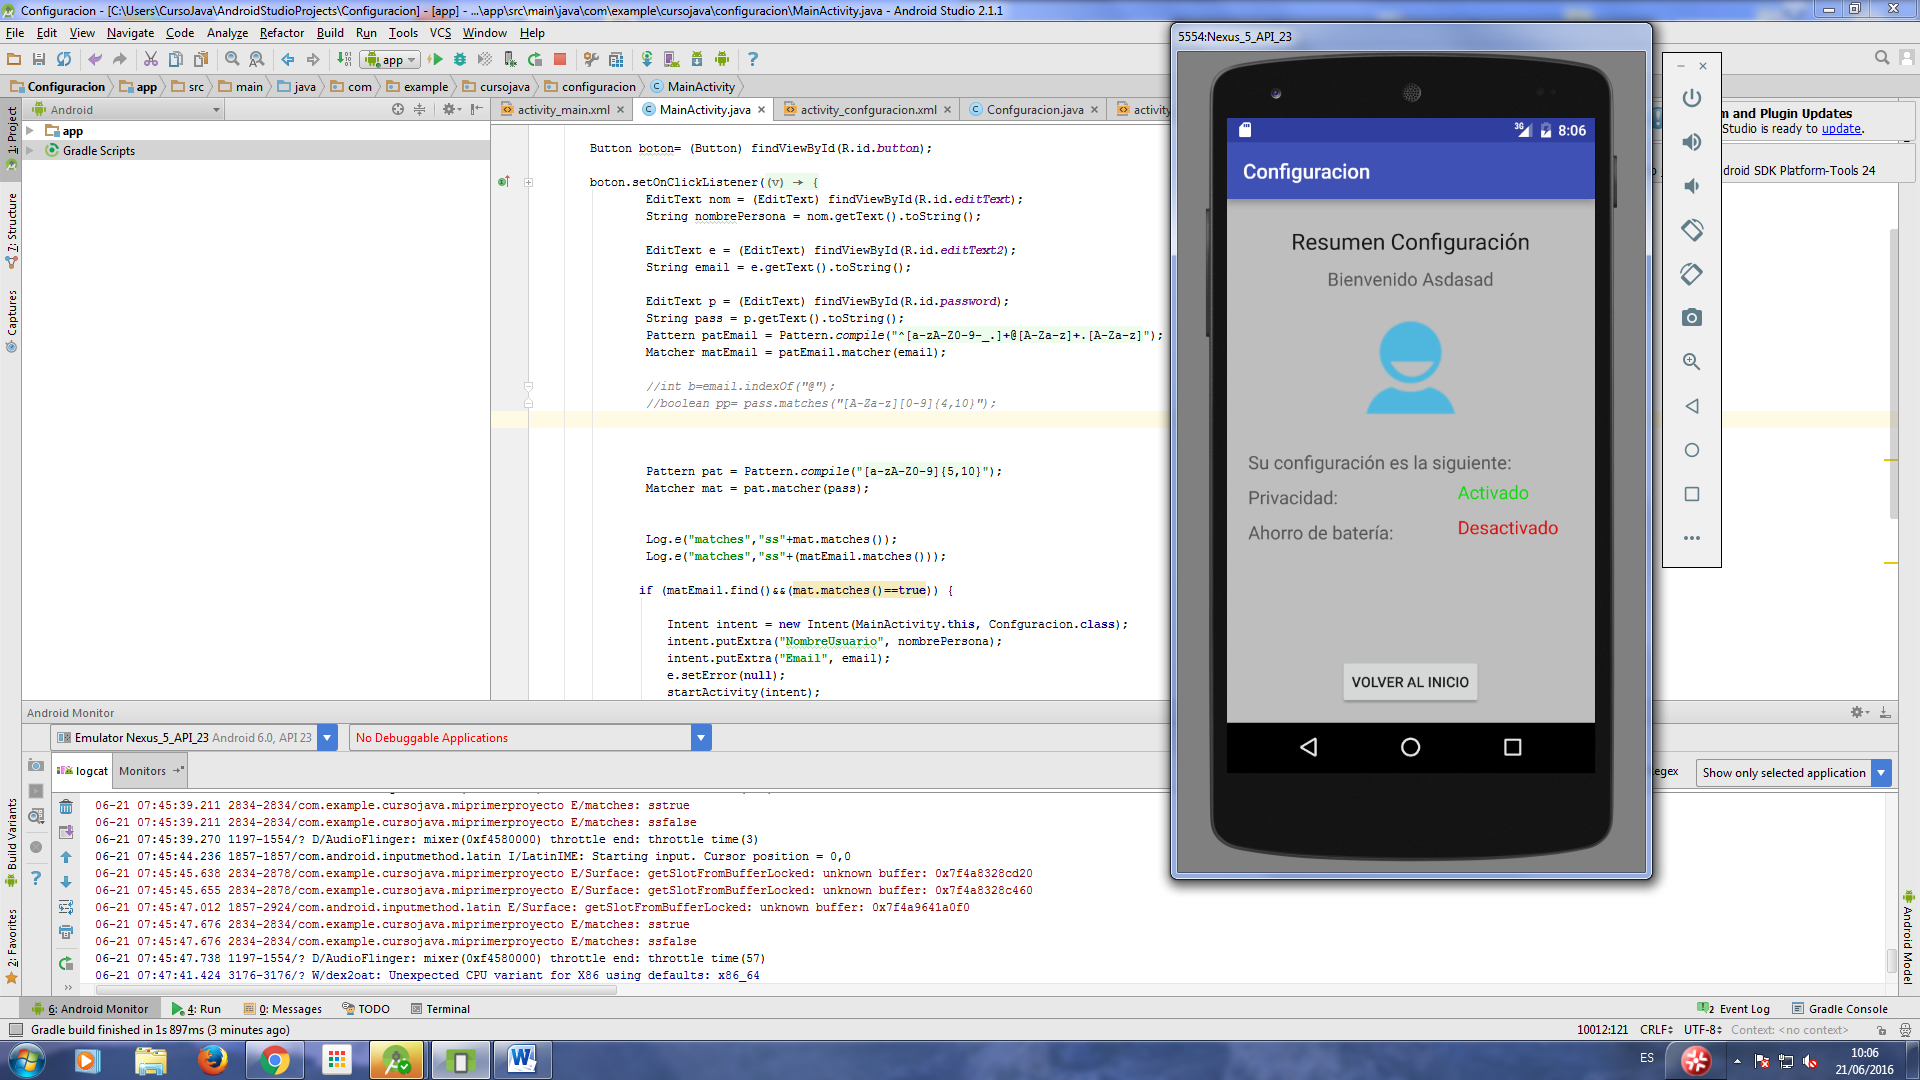 Configuracion - [C:\Users\CursoJava\AndroidStudioProjects\Configuracion] - [app] - ...\app\src\main\java\com\example\cursojava\configuracion\MainActivity.java - Android Studio 2.1.1
File Edit View Navigate Code Analyze Refactor Build Run Tools VCS Window Help
app
Configuracion app src main java com example cursojava configuracion MainActivity
Android
activity_main.xml MainActivity.java activity_configuracion.xml Confguracion.java activity
1: Project
7: Structure
Captures
Build Variants
2: Favorites
app
Gradle Scripts
Button boton= (Button) findViewById(R.id.button);
boton.setOnClickListener((v) → {
EditText nom = (EditText) findViewById(R.id.editText);
String nombrePersona = nom.getText().toString();
EditText e = (EditText) findViewById(R.id.editText2);
String email = e.getText().toString();
EditText p = (EditText) findViewById(R.id.password);
String pass = p.getText().toString();
Pattern patEmail = Pattern.compile("^[a-zA-Z0-9-_.]+@[A-Za-z]+.[A-Za-z]");
Matcher matEmail = patEmail.matcher(email);
//int b=email.indexOf("@");
//boolean pp= pass.matches("[A-Za-z][0-9]{4,10}");
Pattern pat = Pattern.compile("[a-zA-Z0-9]{5,10}");
Matcher mat = pat.matcher(pass);
Log.e("matches","ss"+mat.matches());
Log.e("matches","ss"+(matEmail.matches()));
if (matEmail.find()&&(mat.matches()==true)) {
Intent intent = new Intent(MainActivity.this, Confguracion.class);
intent.putExtra("NombreUsuario", nombrePersona);
intent.putExtra("Email", email);
e.setError(null);
startActivity(intent);
5554:Nexus_5_API_23
3G 8:06
Configuracion
Resumen Configuración
Bienvenido Asdasad
Su configuración es la siguiente:
Privacidad: Activado
Ahorro de batería: Desactivado
VOLVER AL INICIO
m and Plugin Updates
Studio is ready to update.
droid SDK Platform-Tools 24
Android Monitor
Emulator Nexus_5_API_23 Android 6.0, API 23 No Debuggable Applications
logcat Monitors
egex Show only selected application
06-21 07:45:39.211 2834-2834/com.example.cursojava.miprimerproyecto E/matches: sstrue
06-21 07:45:39.211 2834-2834/com.example.cursojava.miprimerproyecto E/matches: ssfalse
06-21 07:45:39.270 1197-1554/? D/AudioFlinger: mixer(0xf4580000) throttle end: throttle time(3)
06-21 07:45:44.236 1857-1857/com.android.inputmethod.latin I/LatinIME: Starting input. Cursor position = 0,0
06-21 07:45:45.638 2834-2878/com.example.cursojava.miprimerproyecto E/Surface: getSlotFromBufferLocked: unknown buffer: 0x7f4a8328cd20
06-21 07:45:45.655 2834-2878/com.example.cursojava.miprimerproyecto E/Surface: getSlotFromBufferLocked: unknown buffer: 0x7f4a8328c460
06-21 07:45:47.012 1857-2924/com.android.inputmethod.latin E/Surface: getSlotFromBufferLocked: unknown buffer: 0x7f4a9641a0f0
06-21 07:45:47.676 2834-2834/com.example.cursojava.miprimerproyecto E/matches: sstrue
06-21 07:45:47.676 2834-2834/com.example.cursojava.miprimerproyecto E/matches: ssfalse
06-21 07:45:47.738 1197-1554/? D/AudioFlinger: mixer(0xf4580000) throttle end: throttle time(57)
06-21 07:47:41.424 3176-3176/? W/dex2oat: Unexpected CPU variant for X86 using defaults: x86_64
Android Model
6: Android Monitor 4: Run 0: Messages TODO Terminal 2 Event Log Gradle Console
Gradle build finished in 1s 897ms (3 minutes ago) 10012:121 CRLF UTF-8 Context: <no context>
ES 10:06
21/06/2016